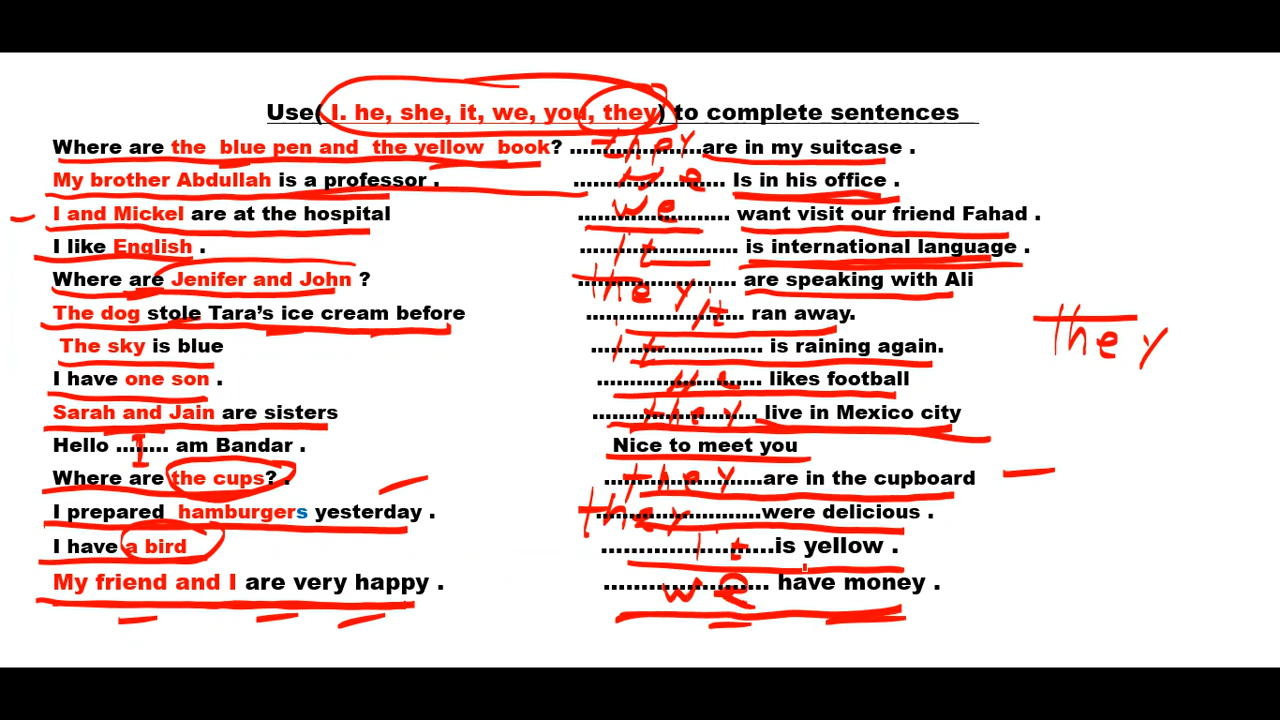 Use( I. he, she, it, we, you, they) to complete sentences
Where are the blue pen and the yellow book? ......they......are in my suitcase .
My brother Abdullah is a professor . ............ Is in his office .
I and Mickel are at the hospital ......we...... want visit our friend Fahad .
I like English . ......It...... is international language .
Where are Jenifer and John ? ......they...... are speaking with Ali
The dog stole Tara's ice cream before ......it...... ran away.
they
The sky is blue ......It...... is raining again.
I have one son . ......He...... likes football
Sarah and Jain are sisters ......they...... live in Mexico city
Hello ...I... am Bandar . Nice to meet you
Where are the cups? . ......they......are in the cupboard
I prepared hamburgers yesterday . ......they......were delicious .
I have a bird ......it......is yellow .
My friend and I are very happy . ......we...... have money .